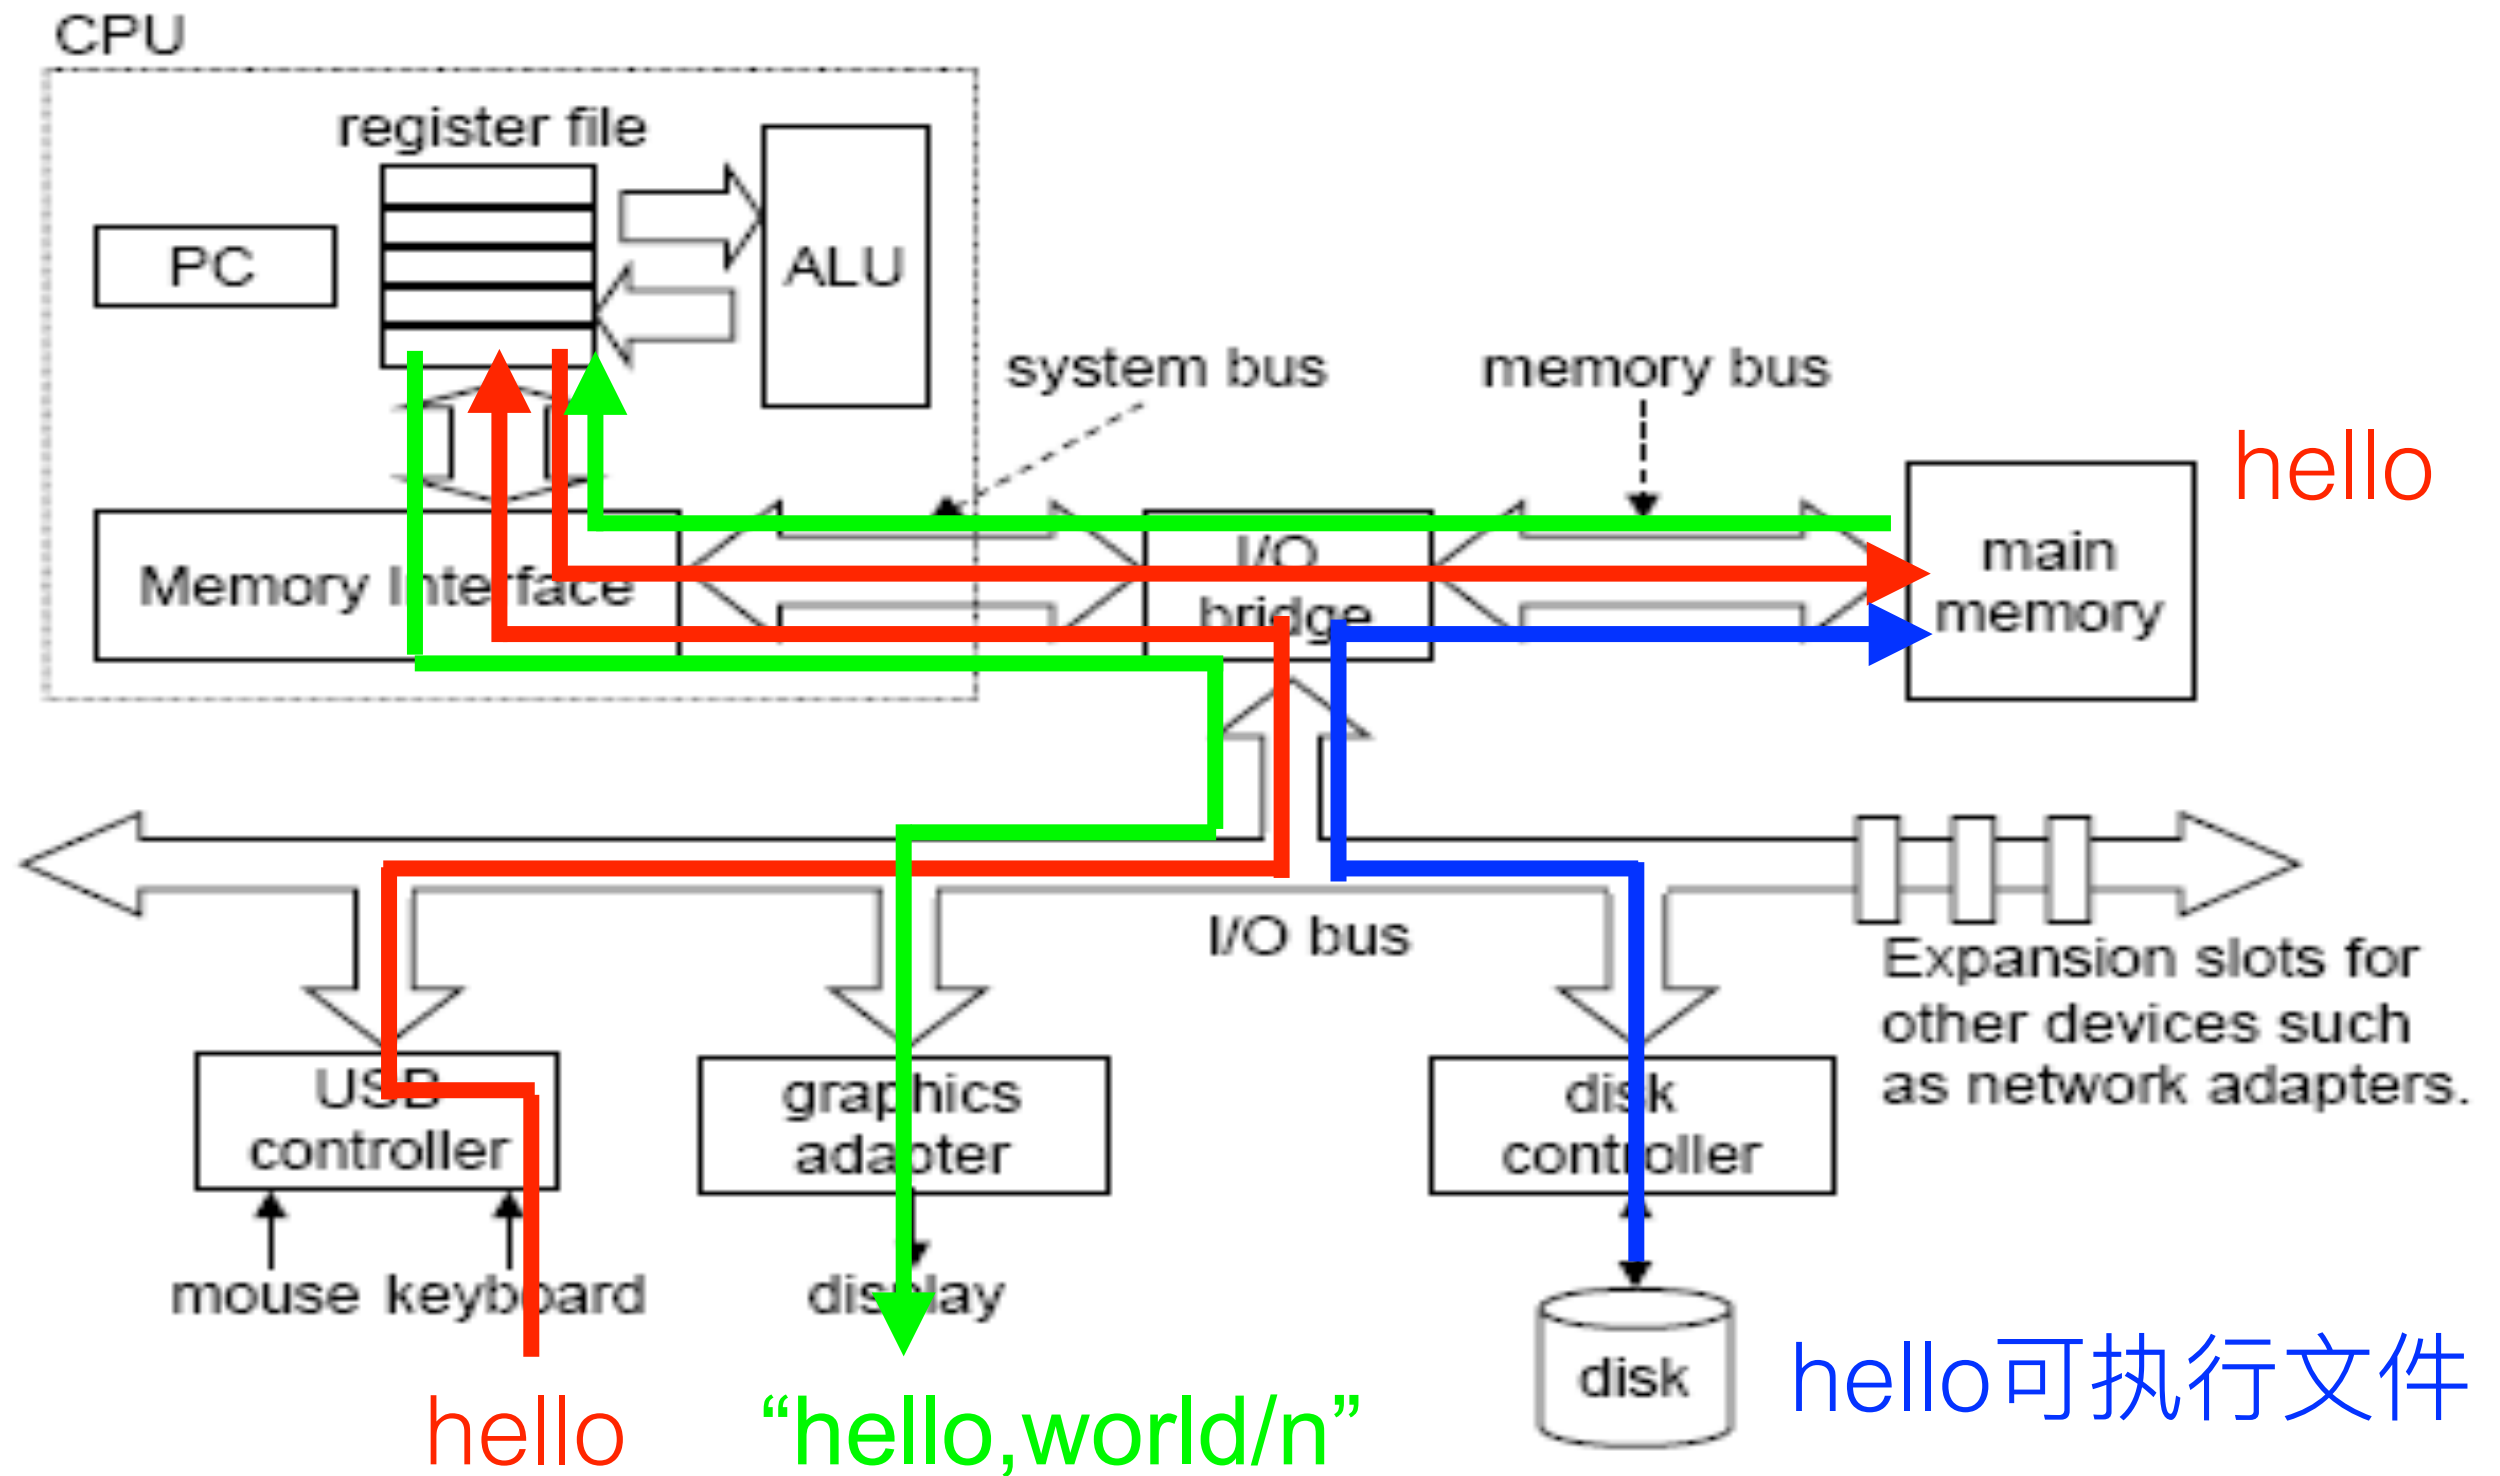 CPU
register file
PC
ALU
system bus
memory bus
hello
Memory Interface
I/O
bridge
main
memory
I/O bus
Expansion slots for
other devices such
as network adapters.
USB
controller
graphics
adapter
disk
controller
mouse
keyboard
display
disk
hello
“hello,world/n”
hello可执行文件